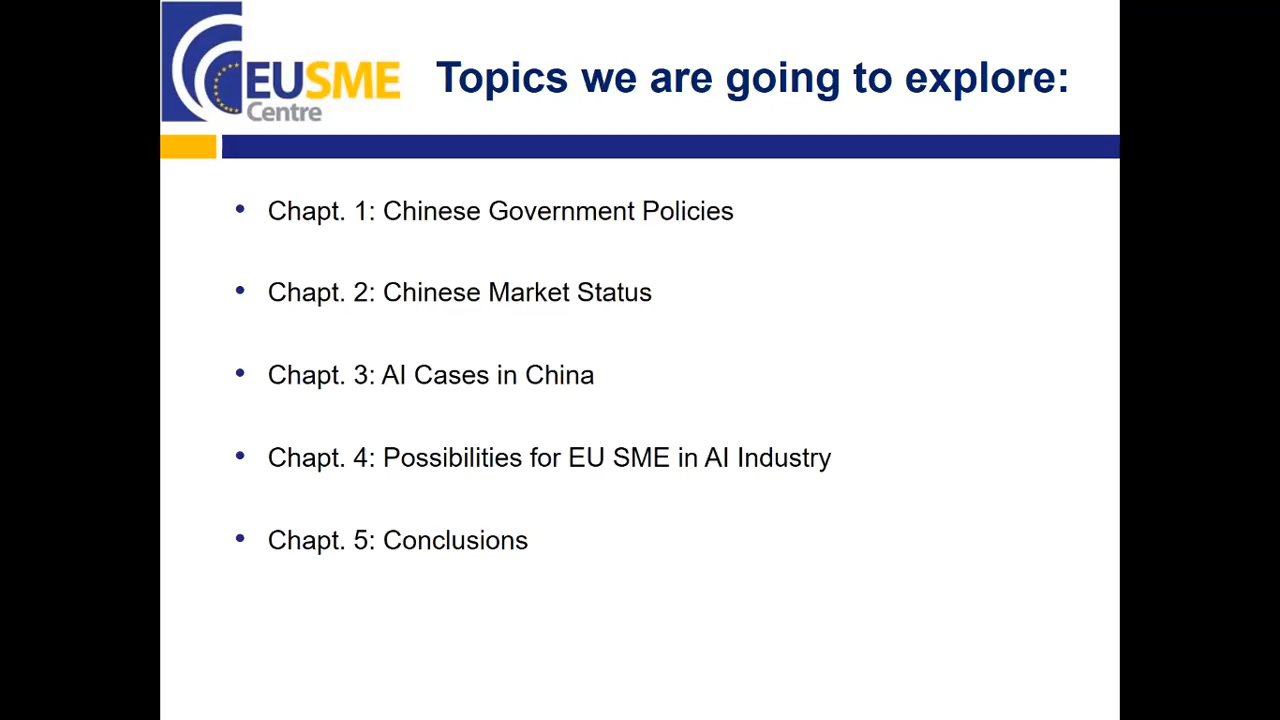 EUSME
Centre
Topics we are going to explore:
• Chapt. 1: Chinese Government Policies
• Chapt. 2: Chinese Market Status
• Chapt. 3: AI Cases in China
• Chapt. 4: Possibilities for EU SME in AI Industry
• Chapt. 5: Conclusions